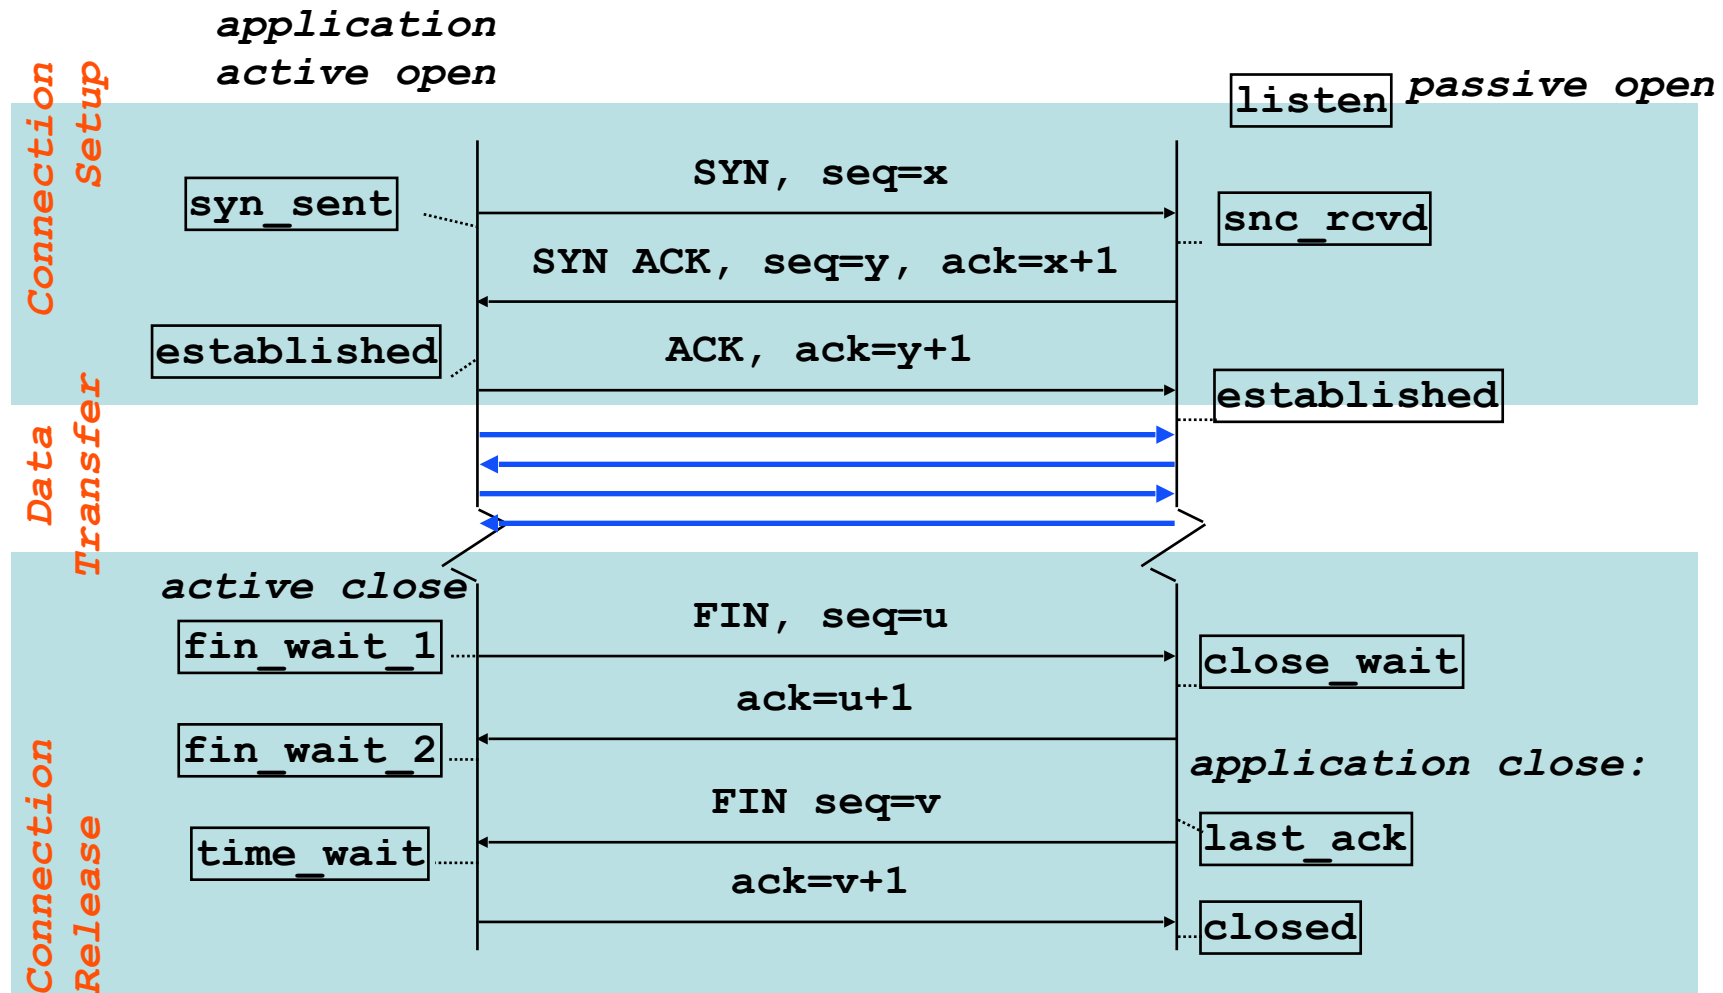 application
active open
listen
passive open
Connection
Setup
SYN, seq=x
syn_sent
snc_rcvd
SYN ACK, seq=y, ack=x+1
established
ACK, ack=y+1
established
Data
Transfer
active close
FIN, seq=u
fin_wait_1
close_wait
ack=u+1
fin_wait_2
application close:
FIN seq=v
time_wait
last_ack
ack=v+1
closed
Connection
Release